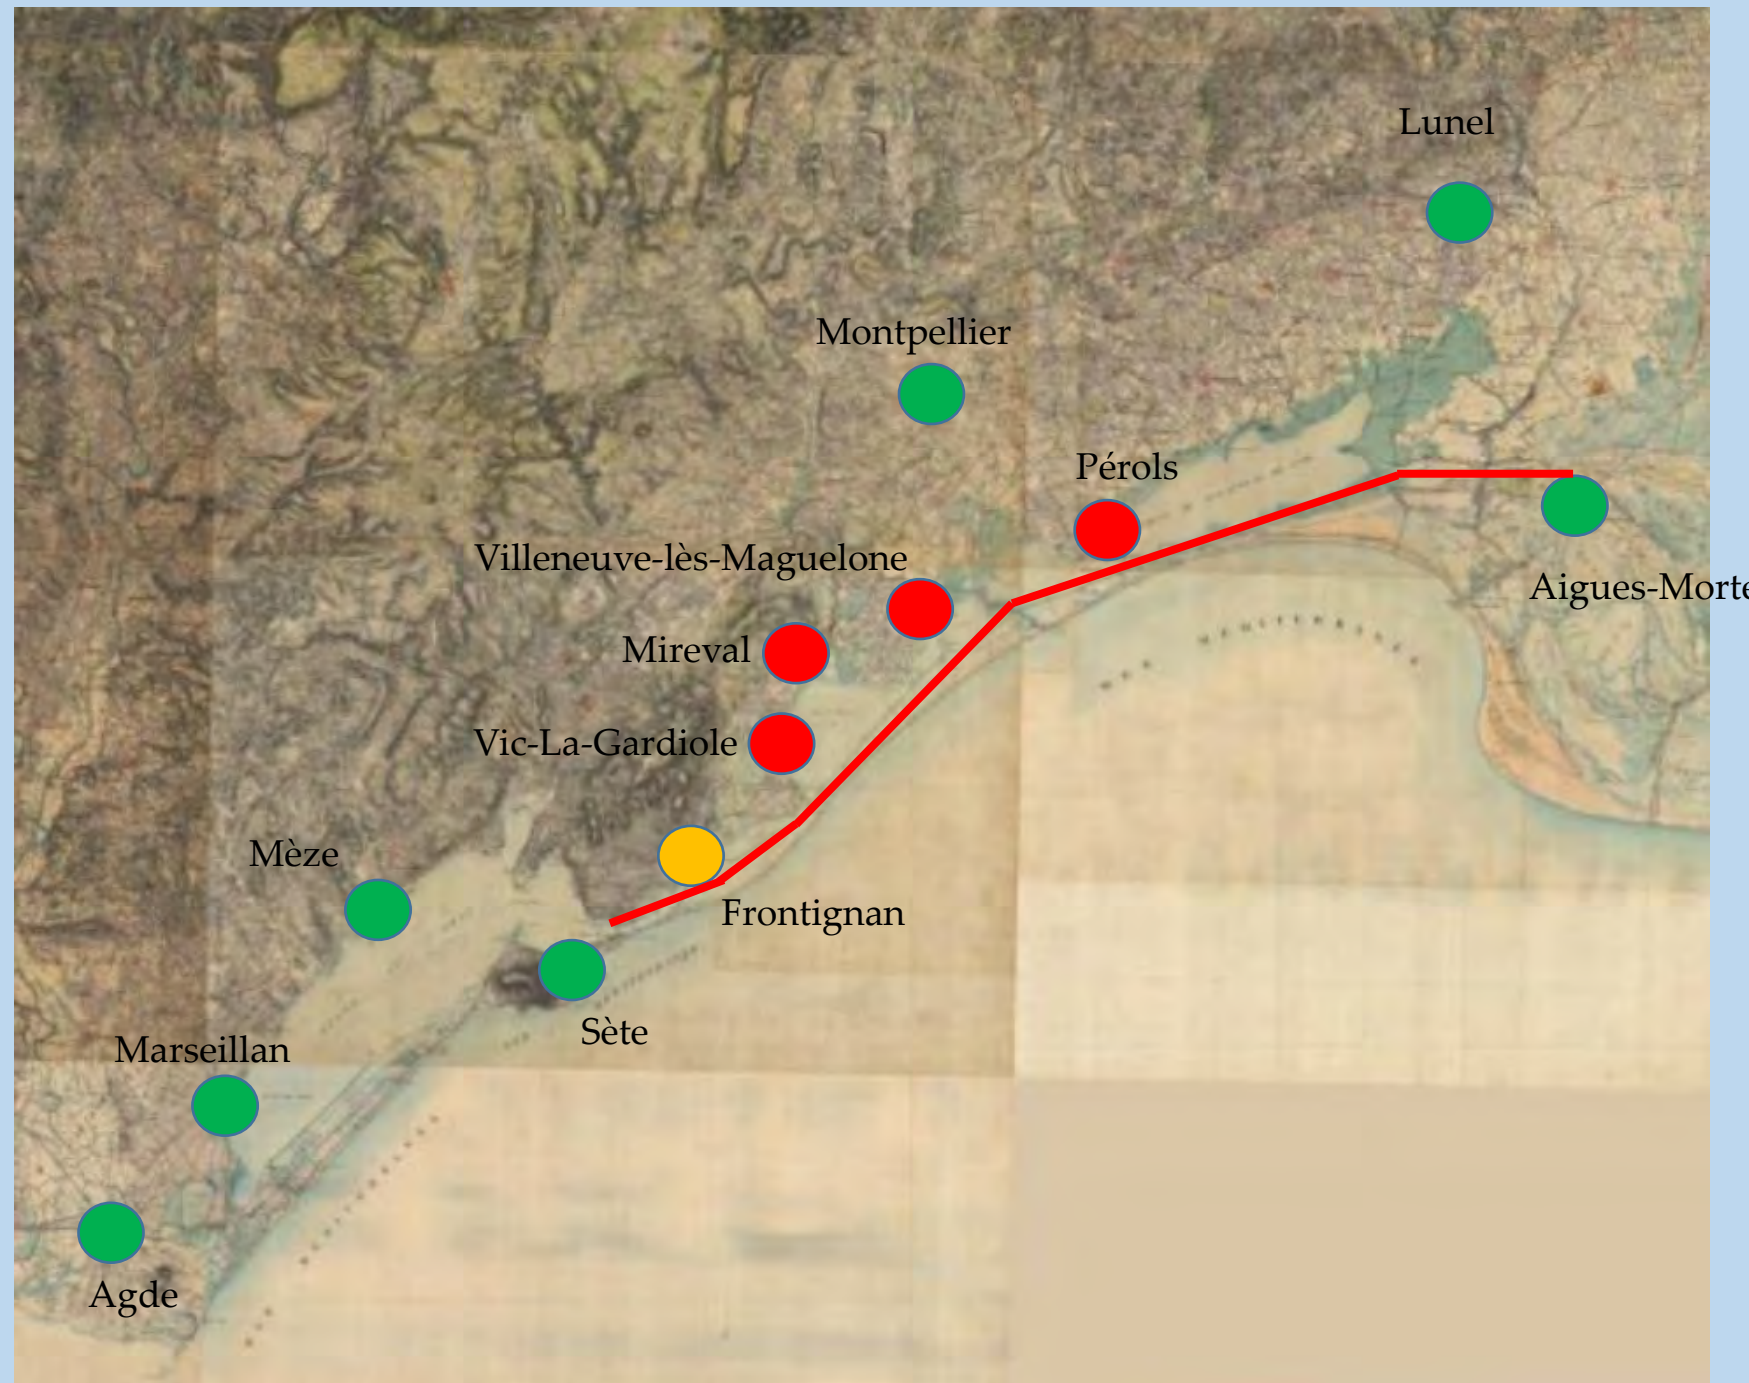 Lunel
Montpellier
Pérols
Villeneuve-lès-Maguelone
Aigues-Morte
Mireval
Vic-La-Gardiole
Mèze
Frontignan
Sète
Marseillan
Agde